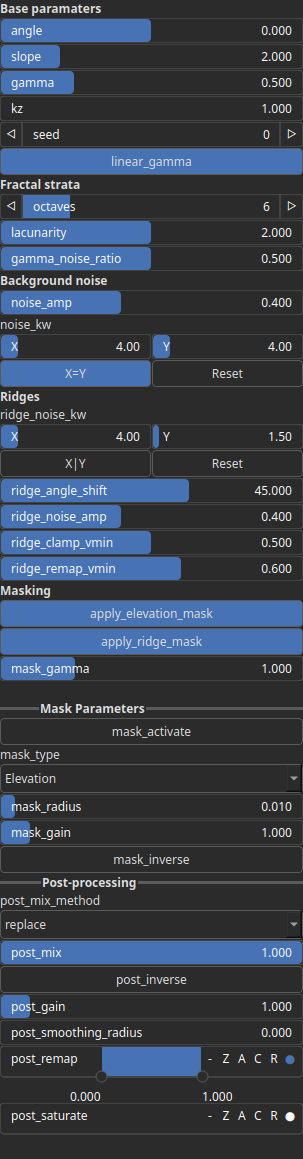 Base paramaters
angle 0.000
slope 2.000
gamma 0.500
kz 1.000
seed 0
linear_gamma
Fractal strata
octaves 6
lacunarity 2.000
gamma_noise_ratio 0.500
Background noise
noise_amp 0.400
noise_kw
X 4.00 Y 4.00
X=Y Reset
Ridges
ridge_noise_kw
X 4.00 Y 1.50
X|Y Reset
ridge_angle_shift 45.000
ridge_noise_amp 0.400
ridge_clamp_vmin 0.500
ridge_remap_vmin 0.600
Masking
apply_elevation_mask
apply_ridge_mask
mask_gamma 1.000
Mask Parameters
mask_activate
mask_type
Elevation
mask_radius 0.010
mask_gain 1.000
mask_inverse
Post-processing
post_mix_method
replace
post_mix 1.000
post_inverse
post_gain 1.000
post_smoothing_radius 0.000
post_remap - Z A C R
0.000 1.000
post_saturate - Z A C R